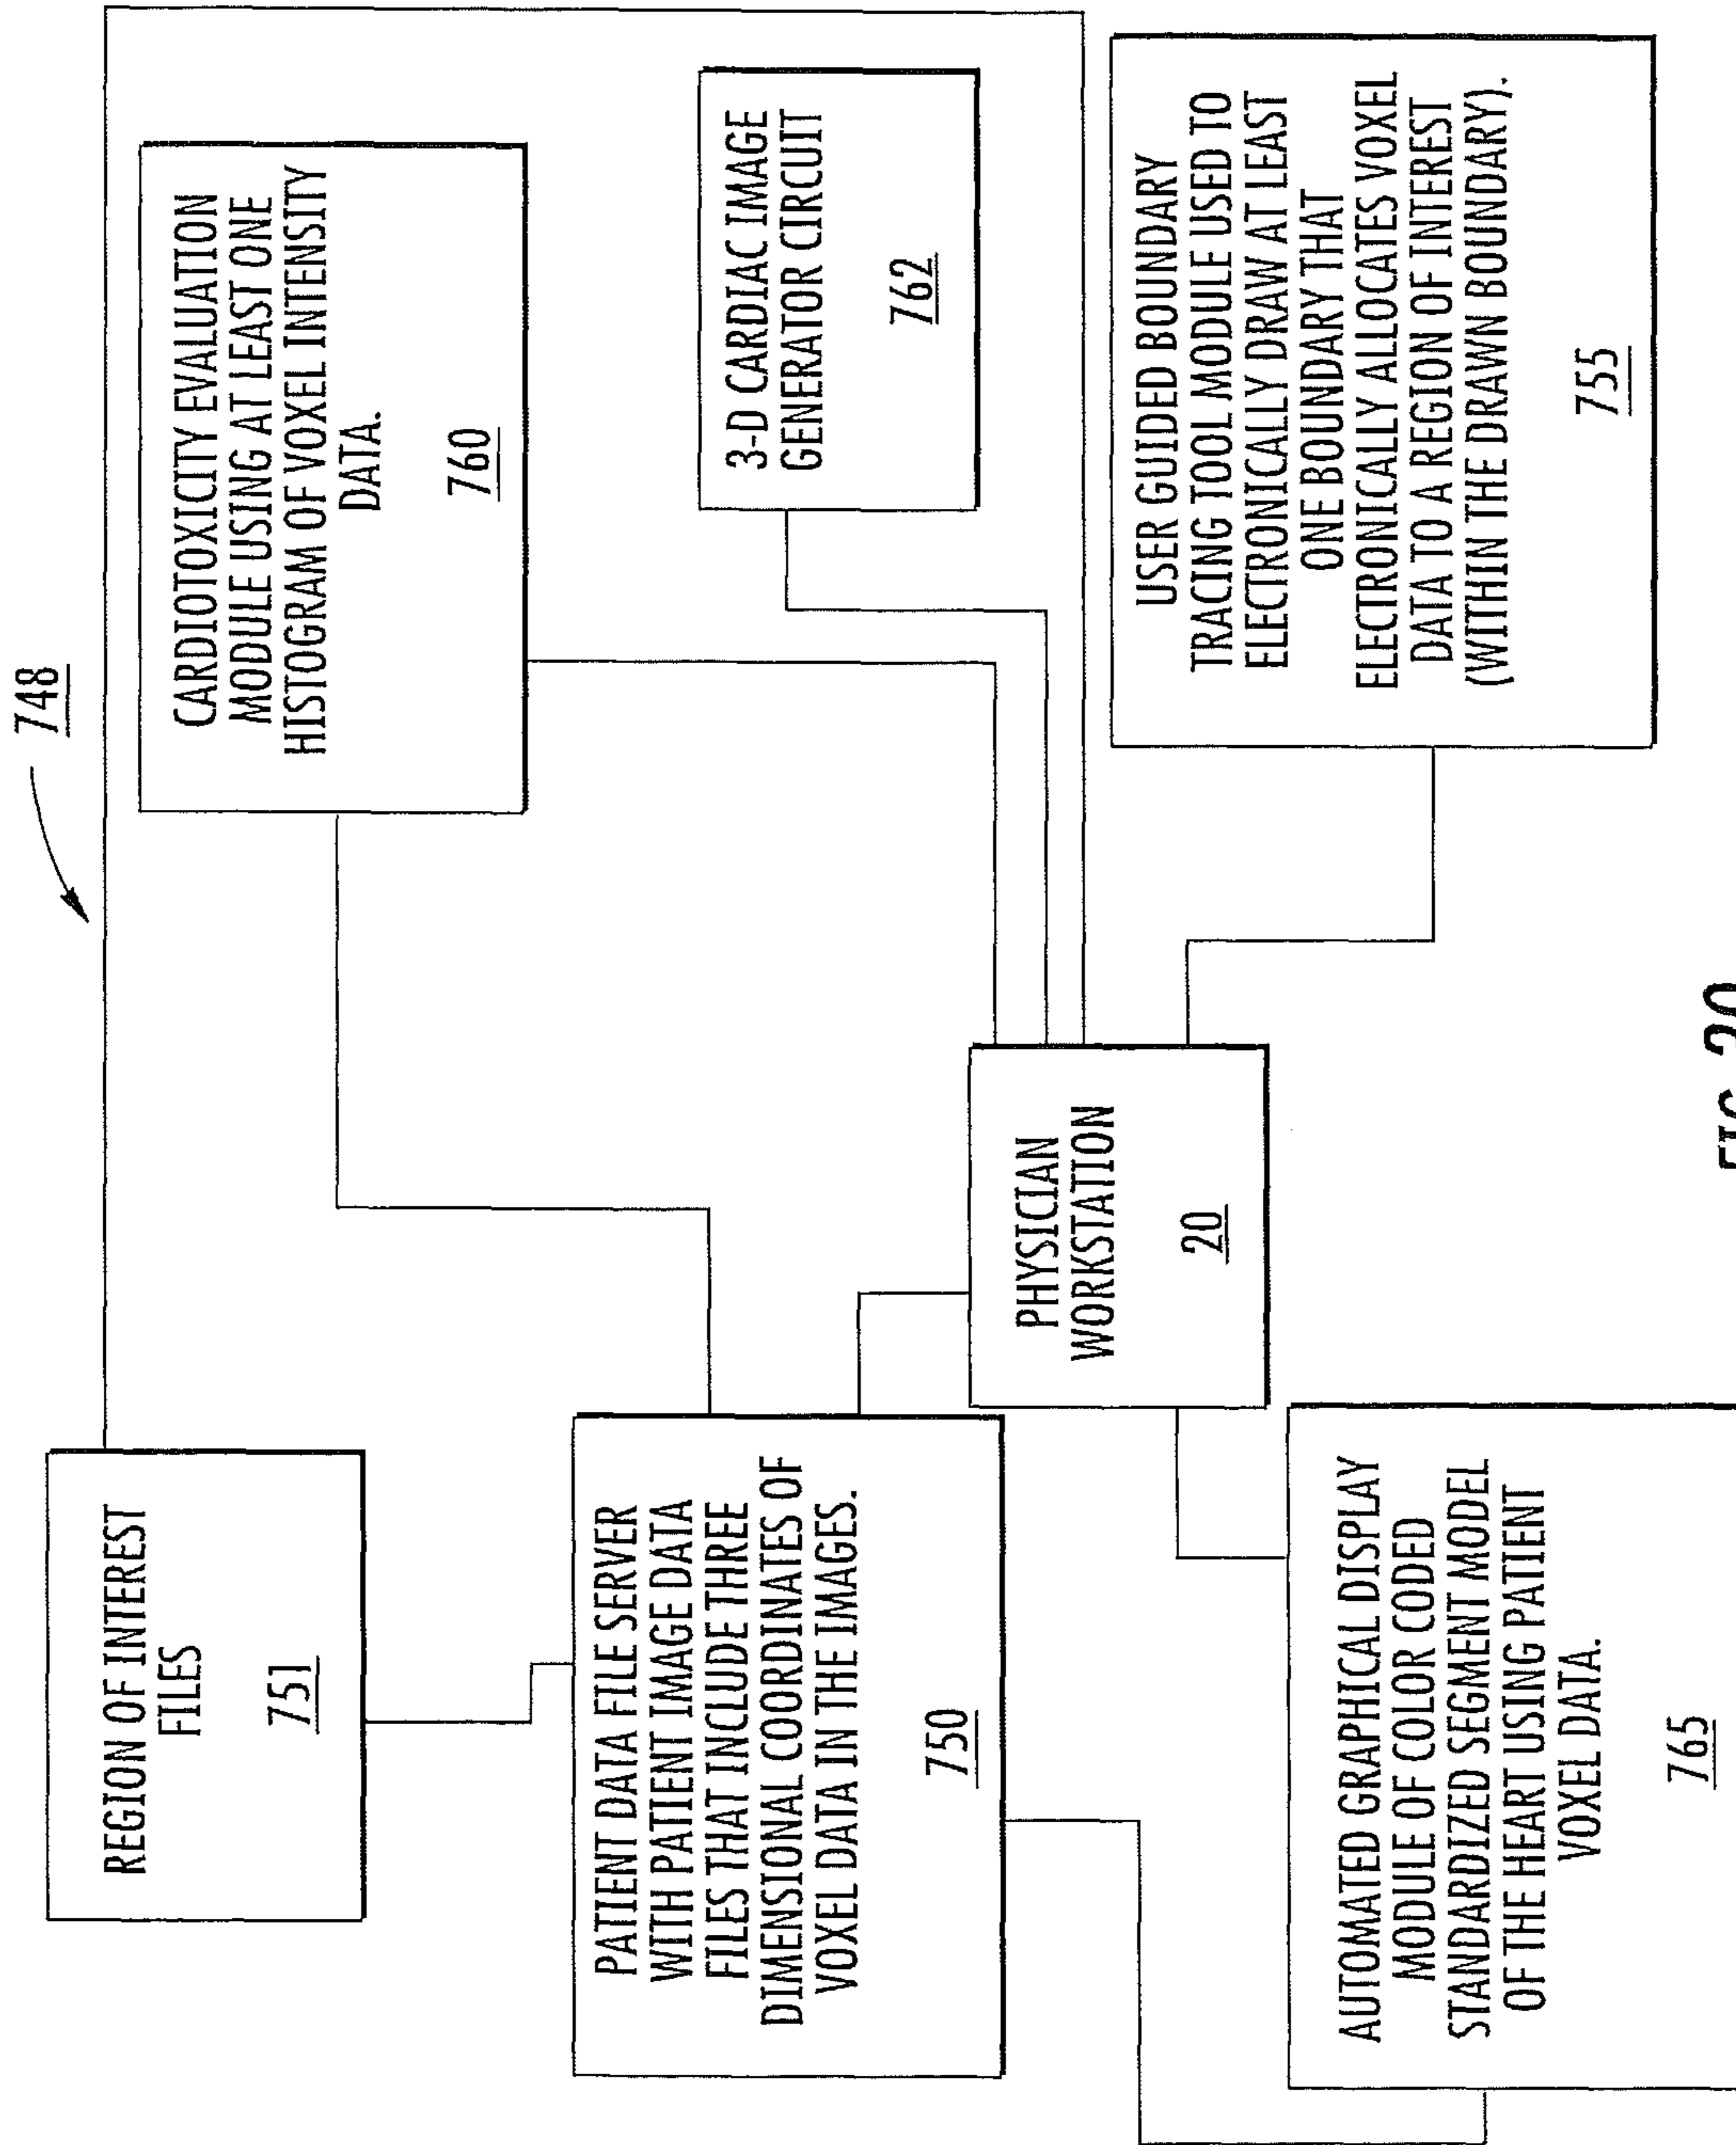 748
REGION OF INTEREST
FILES
751
CARDIOTOXICITY EVALUATION
MODULE USING AT LEAST ONE
HISTOGRAM OF VOXEL INTENSITY
DATA.
760
PATIENT DATA FILE SERVER
WITH PATIENT IMAGE DATA
FILES THAT INCLUDE THREE
DIMENSIONAL COORDINATES OF
VOXEL DATA IN THE IMAGES.
750
3-D CARDIAC IMAGE
GENERATOR CIRCUIT
762
PHYSICIAN
WORKSTATION
20
USER GUIDED BOUNDARY
TRACING TOOL MODULE USED TO
ELECTRONICALLY DRAW AT LEAST
ONE BOUNDARY THAT
ELECTRONICALLY ALLOCATES VOXEL
DATA TO A REGION OF INTEREST
(WITHIN THE DRAWN BOUNDARY).
755
AUTOMATED GRAPHICAL DISPLAY
MODULE OF COLOR CODED
STANDARDIZED SEGMENT MODEL
OF THE HEART USING PATIENT
VOXEL DATA.
765
FIG.